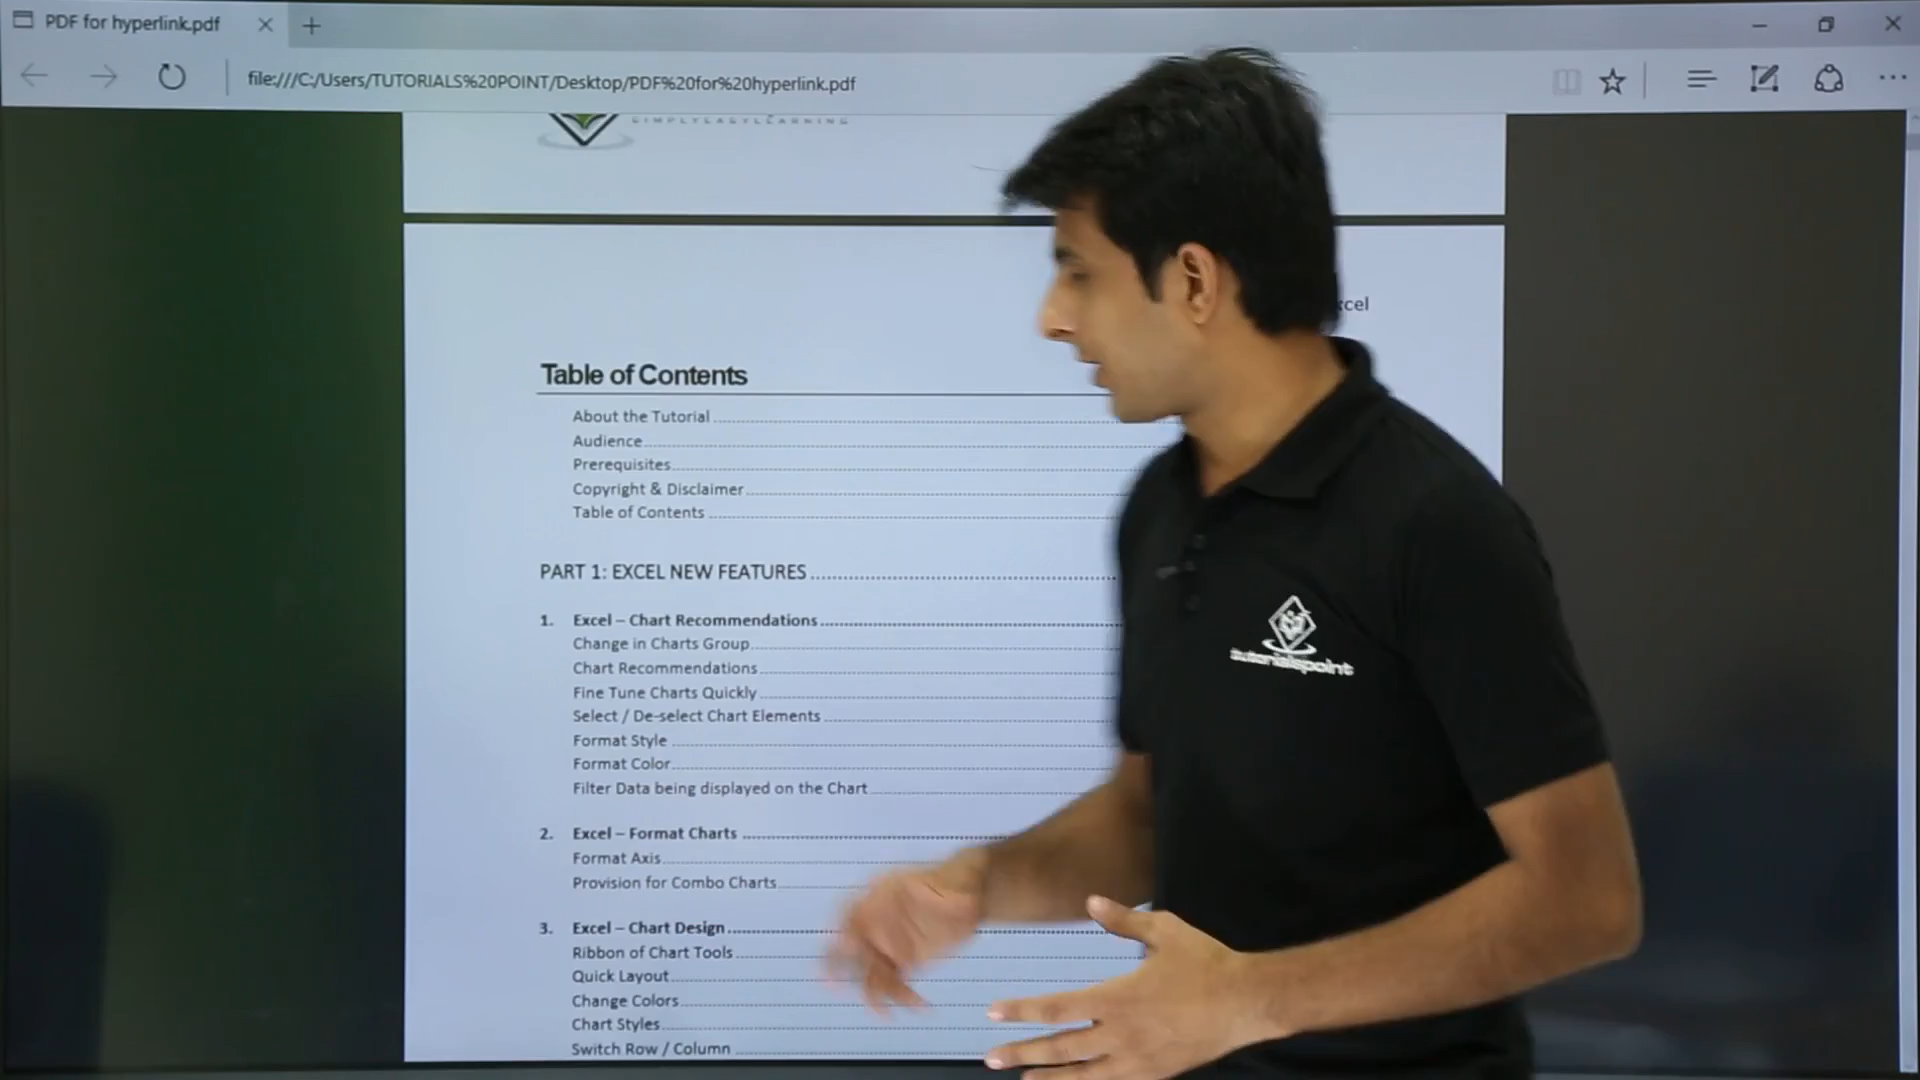 PDF for hyperlink.pdf
file:///C:/Users/TUTORIALS%20POINT/Desktop/PDF%20for%20hyperlink.pdf
SIMPLYEASYLEARNING
Table of Contents
About the Tutorial
Audience
Prerequisites
Copyright & Disclaimer
Table of Contents
PART 1: EXCEL NEW FEATURES
1. Excel – Chart Recommendations
Change in Charts Group
Chart Recommendations
Fine Tune Charts Quickly
Select / De-select Chart Elements
Format Style
Format Color
Filter Data being displayed on the Chart
2. Excel – Format Charts
Format Axis
Provision for Combo Charts
3. Excel – Chart Design
Ribbon of Chart Tools
Quick Layout
Change Colors
Chart Styles
Switch Row / Column
tutorialspoint